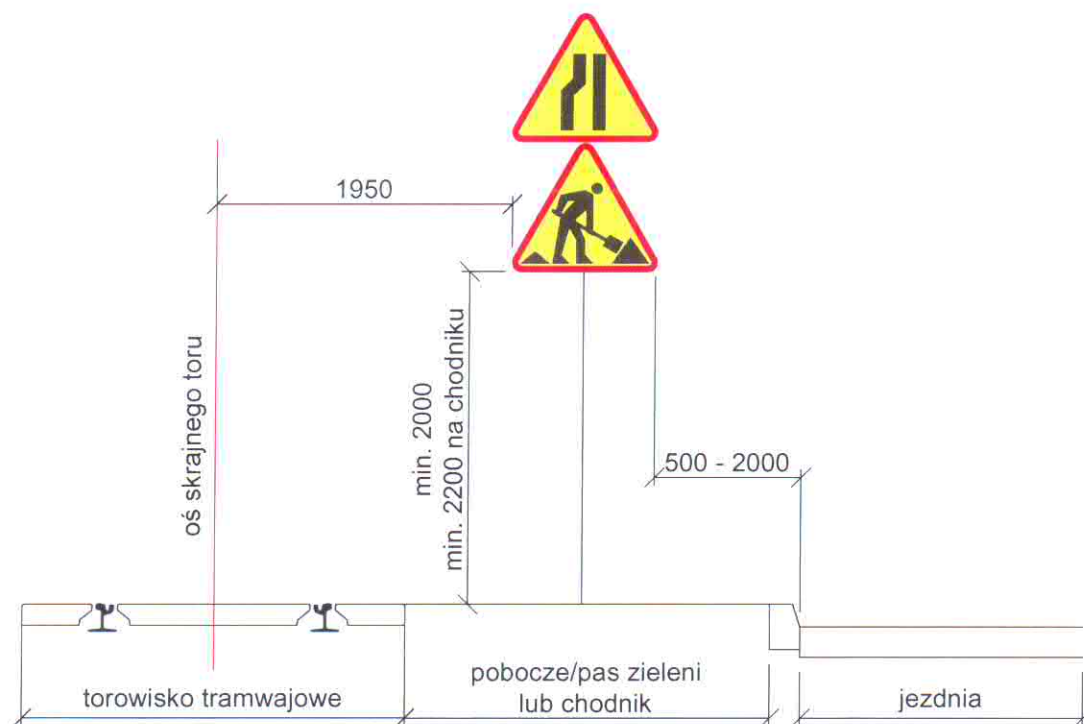 1950
oś skrajnego toru
min. 2000
min. 2200 na chodniku
500 - 2000
torowisko tramwajowe
pobocze/pas zieleni
lub chodnik
jezdnia